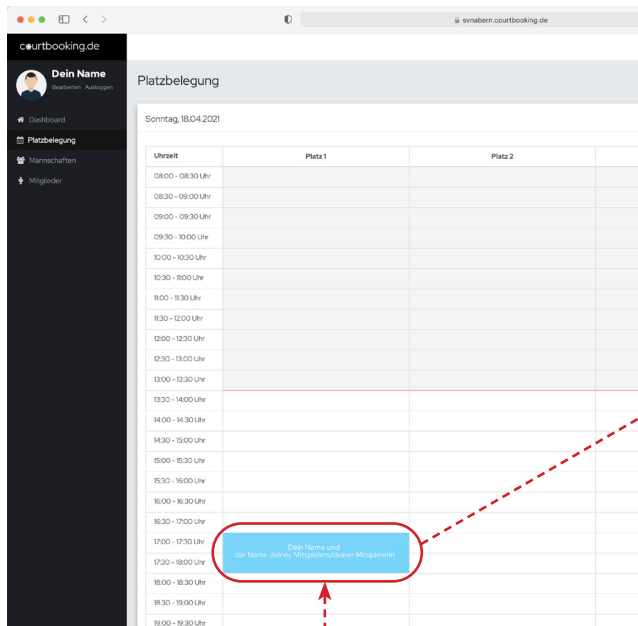 svnabern.courtbooking.de
courtbooking.de
Dein Name
Bearbeiten Ausloggen
Dashboard
Platzbelegung
Mannschaften
Mitglieder
Platzbelegung
Sonntag, 18.04.2021
Uhrzeit Platz 1 Platz 2
08:00 - 08:30 Uhr
08:30 - 09:00 Uhr
09:00 - 09:30 Uhr
09:30 - 10:00 Uhr
10:00 - 10:30 Uhr
10:30 - 11:00 Uhr
11:00 - 11:30 Uhr
11:30 - 12:00 Uhr
12:00 - 12:30 Uhr
12:30 - 13:00 Uhr
13:00 - 13:30 Uhr
13:30 - 14:00 Uhr
14:00 - 14:30 Uhr
14:30 - 15:00 Uhr
15:00 - 15:30 Uhr
15:30 - 16:00 Uhr
16:00 - 16:30 Uhr
16:30 - 17:00 Uhr
17:00 - 17:30 Uhr
17:30 - 18:00 Uhr
Dein Name und
der Name deines Mitspielers/deiner Mitspielerin
18:00 - 18:30 Uhr
18:30 - 19:00 Uhr
19:00 - 19:30 Uhr